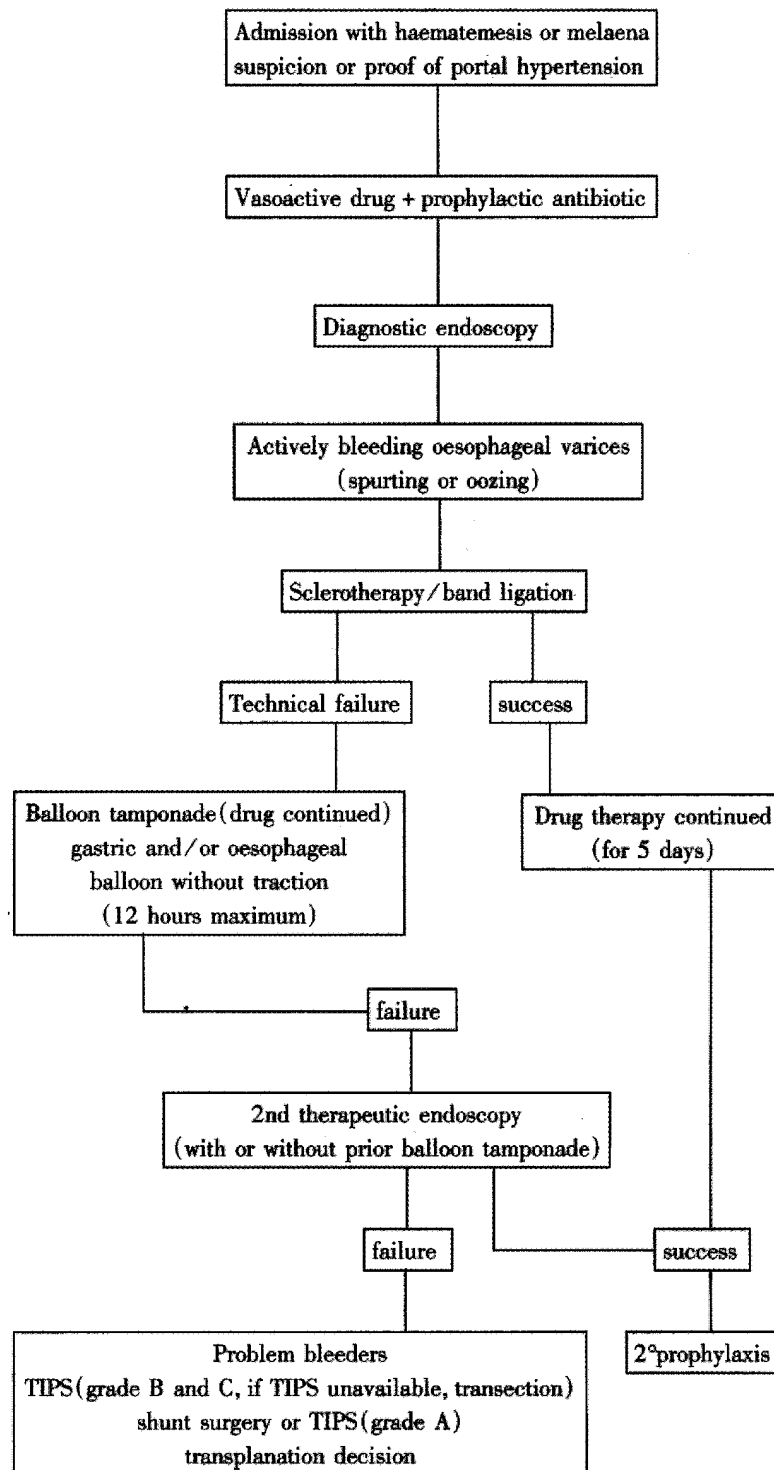 Admission with haematemesis or melaena
suspicion or proof of portal hypertension
Vasoactive drug + prophylactic antibiotic
Diagnostic endoscopy
Actively bleeding oesophageal varices
(spurting or oozing)
Sclerotherapy/band ligation
Technical failure
success
Balloon tamponade(drug continued)
gastric and/or oesophageal
balloon without traction
(12 hours maximum)
Drug therapy continued
(for 5 days)
failure
2nd therapeutic endoscopy
(with or without prior balloon tamponade)
failure
success
Problem bleeders
TIPS(grade B and C, if TIPS unavailable, transection)
shunt surgery or TIPS(grade A)
transplanation decision
2°prophylaxis